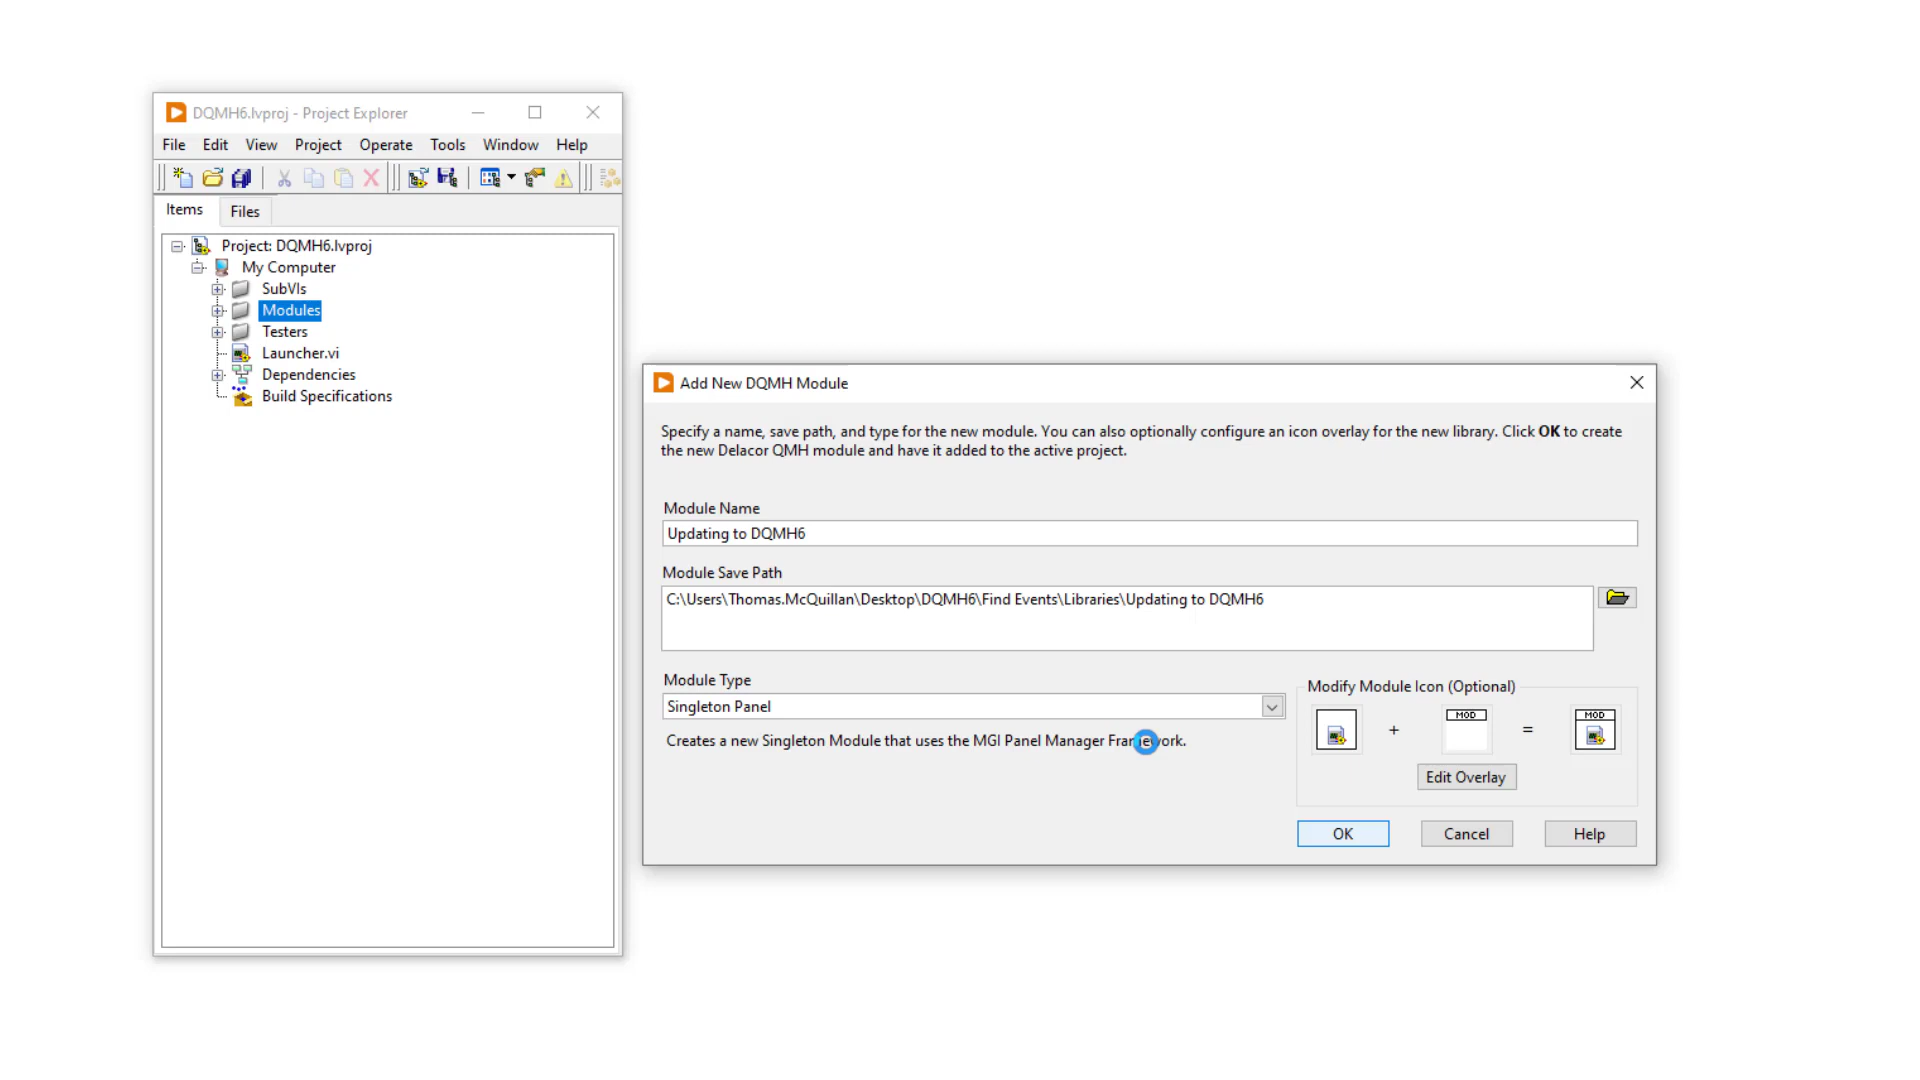 DQMH6.lvproj - Project Explorer
File Edit View Project Operate Tools Window Help
Items Files
Project: DQMH6.lvproj
My Computer
SubVIs
Modules
Testers
Launcher.vi
Dependencies
Build Specifications
Add New DQMH Module
Specify a name, save path, and type for the new module. You can also optionally configure an icon overlay for the new library. Click OK to create
the new Delacor QMH module and have it added to the active project.
Module Name
Updating to DQMH6
Module Save Path
C:\Users\Thomas.McQuillan\Desktop\DQMH6\Find Events\Libraries\Updating to DQMH6
Module Type
Singleton Panel
Creates a new Singleton Module that uses the MGI Panel Manager Framework.
Modify Module Icon (Optional)
+ MOD = MOD
Edit Overlay
OK Cancel Help